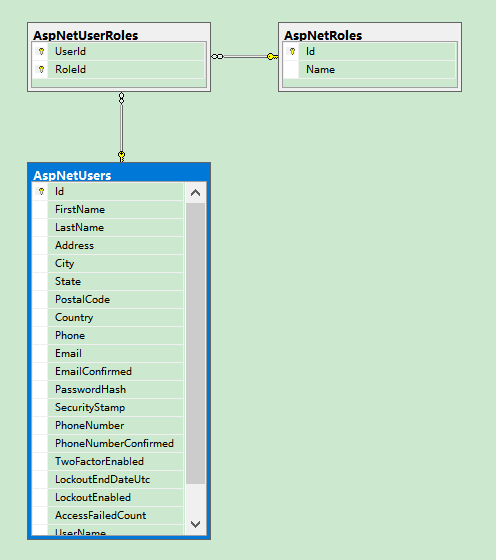 AspNetUserRoles
UserId
RoleId
AspNetRoles
Id
Name
AspNetUsers
Id
FirstName
LastName
Address
City
State
PostalCode
Country
Phone
Email
EmailConfirmed
PasswordHash
SecurityStamp
PhoneNumber
PhoneNumberConfirmed
TwoFactorEnabled
LockoutEndDateUtc
LockoutEnabled
AccessFailedCount
UserName